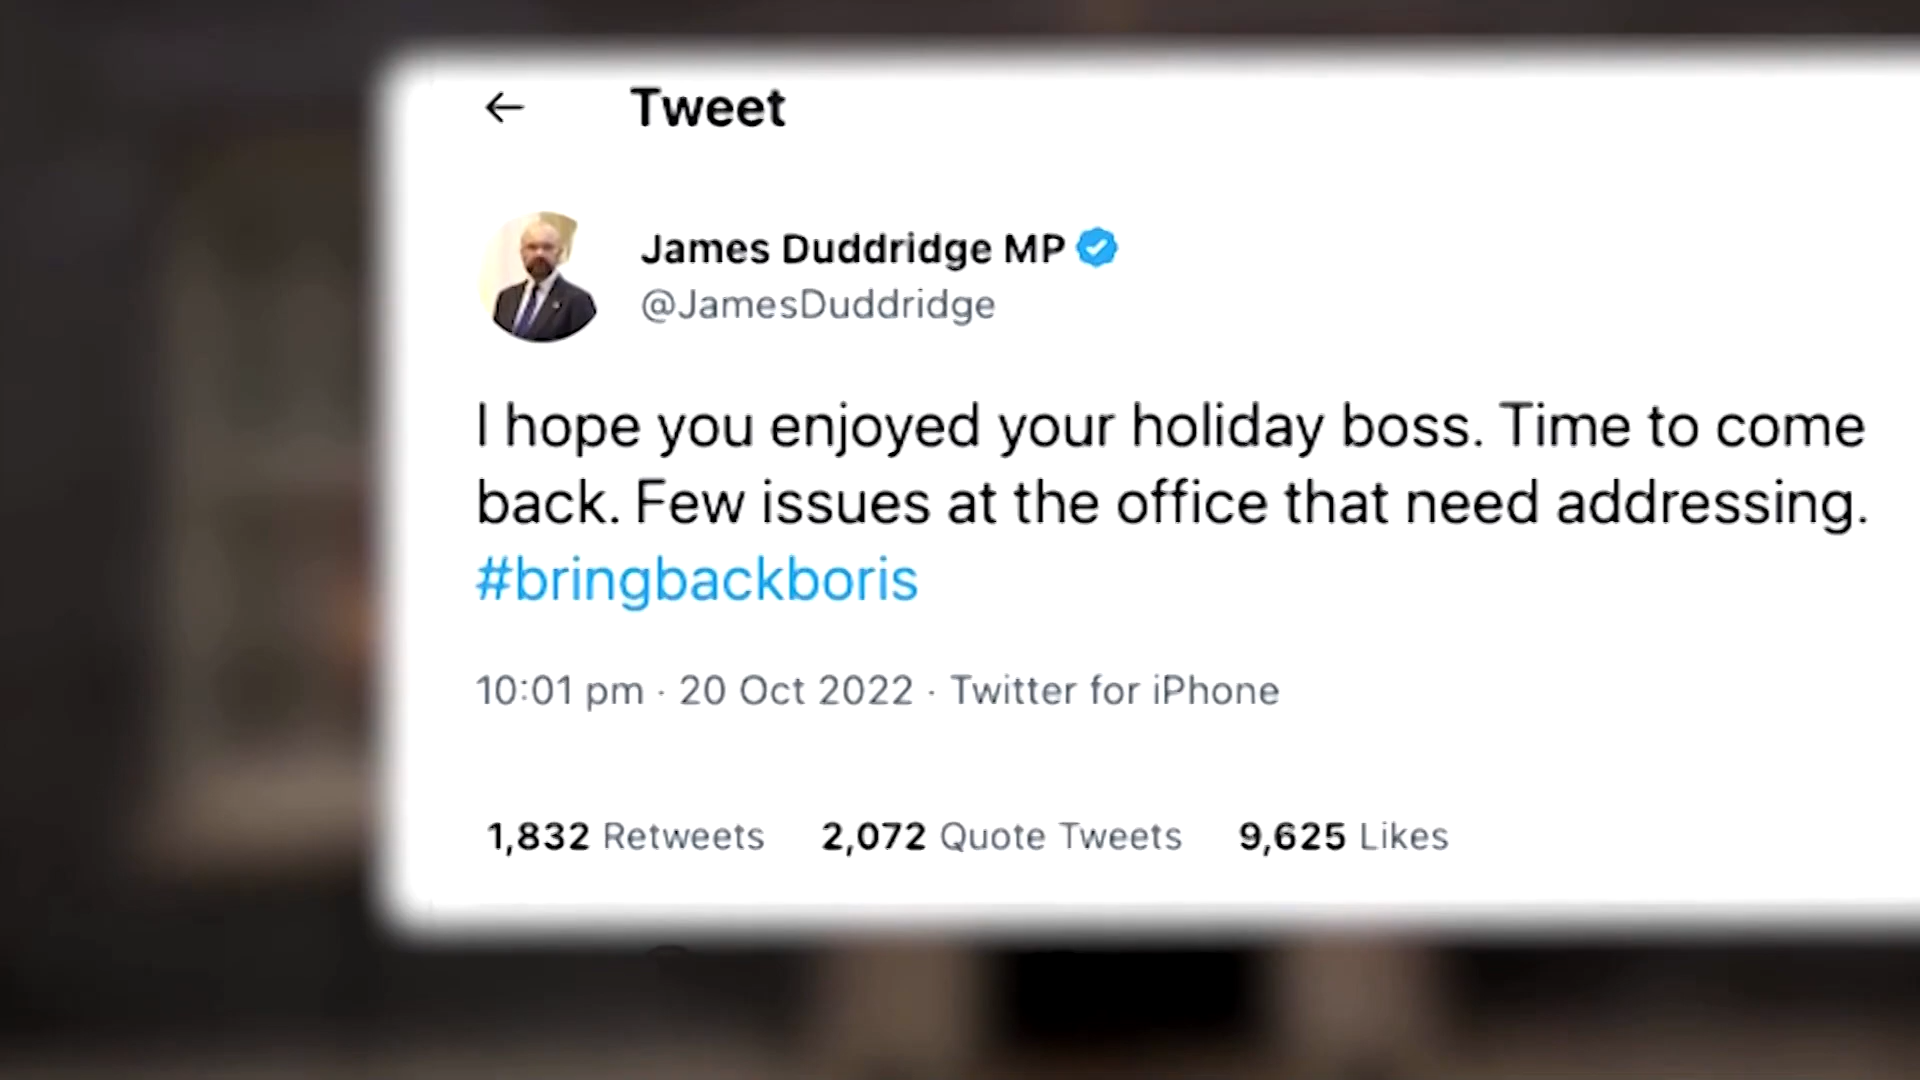 Tweet
James Duddridge MP
@JamesDuddridge
I hope you enjoyed your holiday boss. Time to come
back. Few issues at the office that need addressing.
#bringbackboris
10:01 pm · 20 Oct 2022 · Twitter for iPhone
1,832 Retweets 2,072 Quote Tweets 9,625 Likes